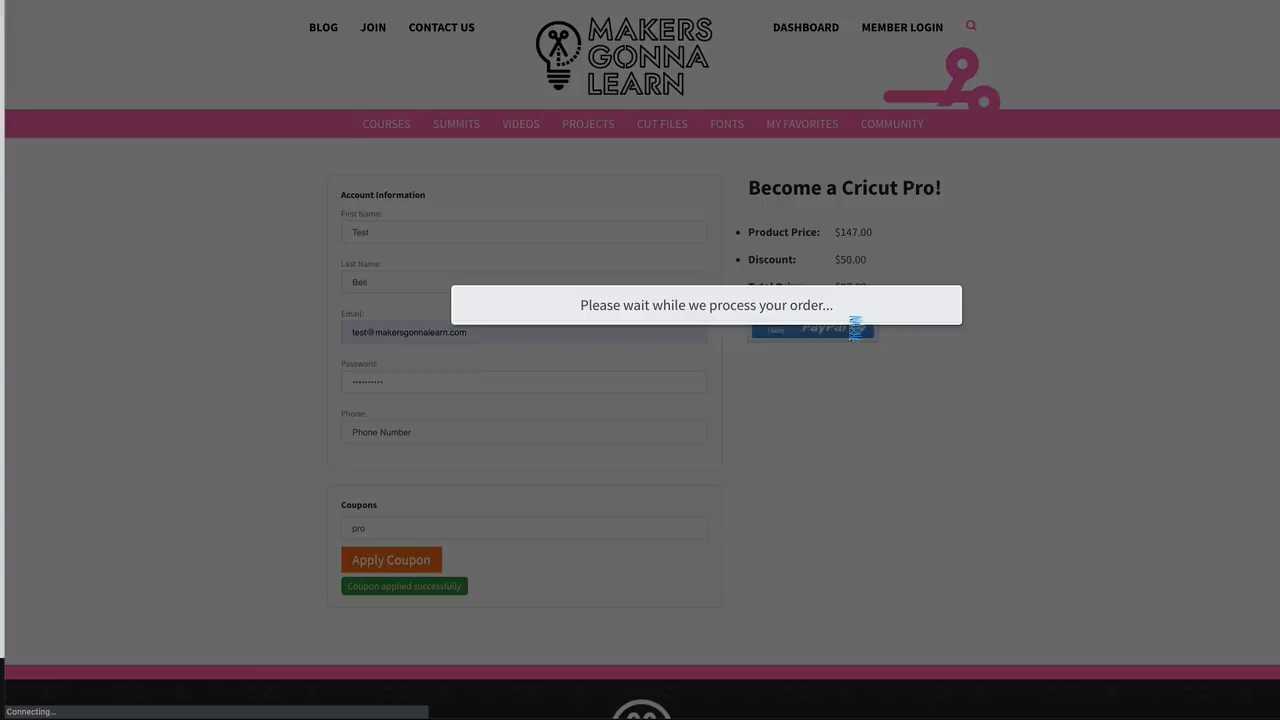 BLOG JOIN CONTACT US
MAKERS
GONNA
LEARN
DASHBOARD MEMBER LOGIN
COURSES SUMMITS VIDEOS PROJECTS CUT FILES FONTS MY FAVORITES COMMUNITY
Account Information
First Name:
Test
Last Name:
Bell
Email:
test@makersgonnalearn.com
Password:
••••••••••
Phone:
Phone Number
Coupons
pro
Apply Coupon
Coupon applied successfully
Become a Cricut Pro!
• Product Price: $147.00
• Discount: $50.00
Please wait while we process your order...
Connecting...